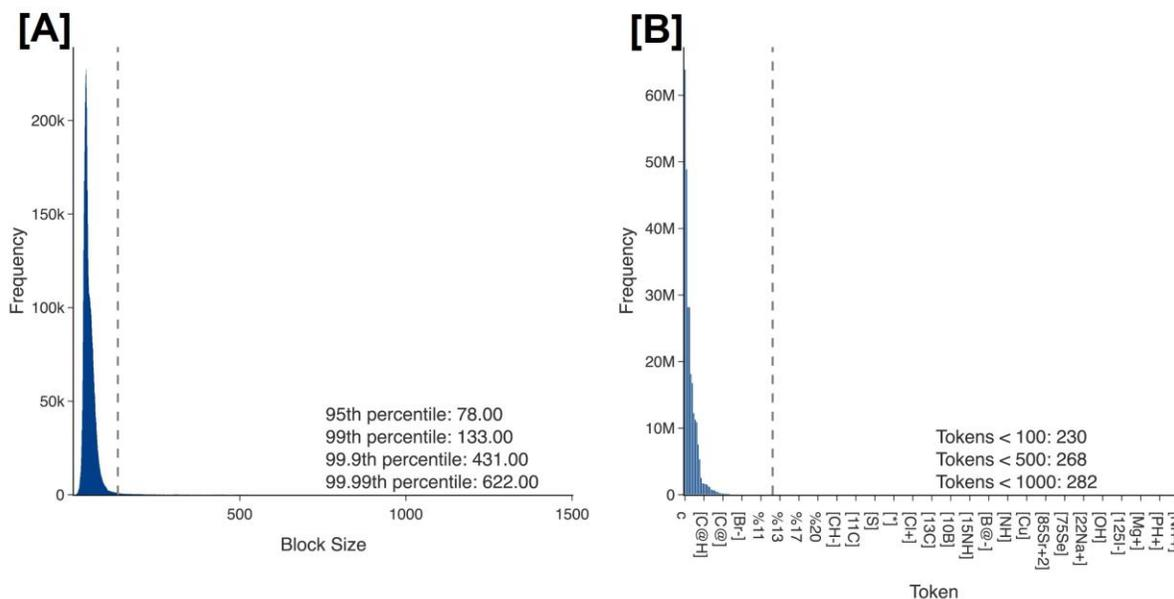 [A]
[B]
Frequency
200k
150k
100k
50k
0
500
1000
1500
Block Size
95th percentile: 78.00
99th percentile: 133.00
99.9th percentile: 431.00
99.99th percentile: 622.00
Frequency
60M
50M
40M
30M
20M
10M
0
Tokens < 100: 230
Tokens < 500: 268
Tokens < 1000: 282
c
[C@H]
[C@]
[Br-]
%11
%13
%17
%20
[CH-]
[11C]
[S]
[*]
[Cl+]
[13C]
[10B]
[15NH]
[B@-]
[NH]
[Cu]
[85Sr+2]
[75Se]
[22Na+]
[OH]
[125I-]
[Mg+]
[PH+]
Token